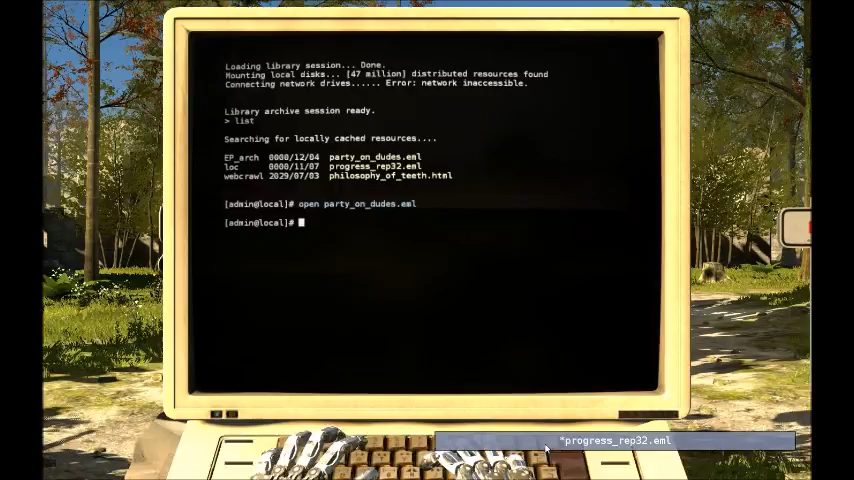 Loading library session... Done.
Mounting local disks... [47 million] distributed resources found
Connecting network drives...... Error: network inaccessible.
Library archive session ready.
> list
Searching for locally cached resources....
EP_arch 0000/12/04 party_on_dudes.eml
loc 0000/11/07 progress_rep32.eml
webcrawl 2029/07/03 philosophy_of_teeth.html
[admin@local]# open party_on_dudes.eml
[admin@local]#
*progress_rep32.eml